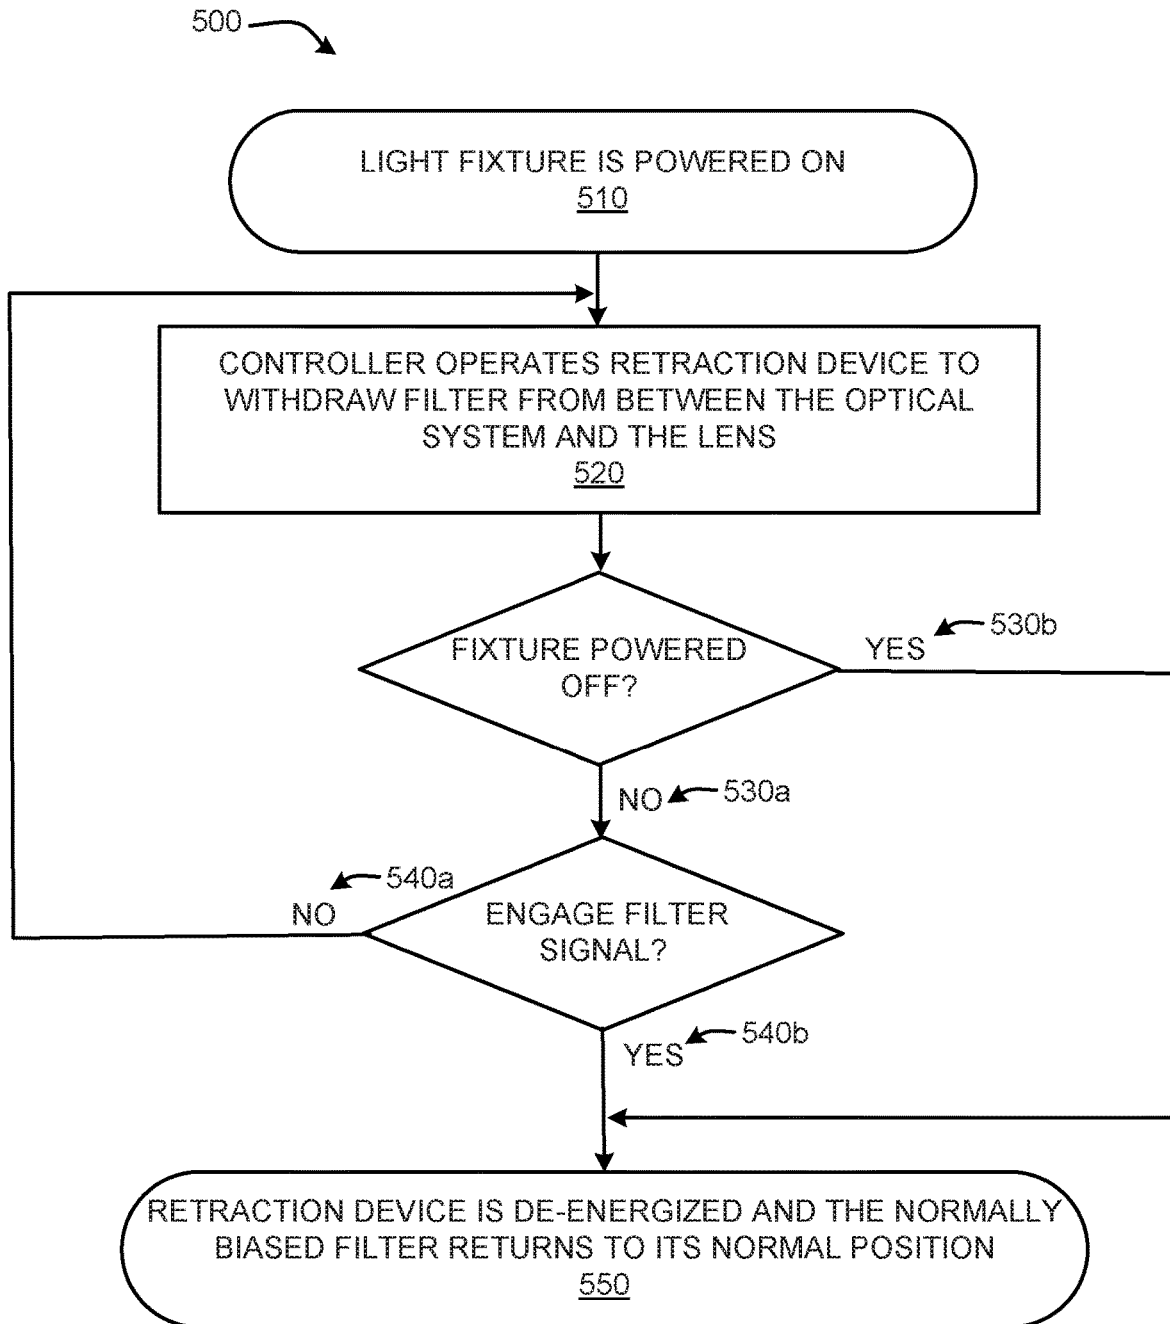 500
LIGHT FIXTURE IS POWERED ON
510
CONTROLLER OPERATES RETRACTION DEVICE TO
WITHDRAW FILTER FROM BETWEEN THE OPTICAL
SYSTEM AND THE LENS
520
FIXTURE POWERED
OFF?
YES
530b
NO
530a
ENGAGE FILTER
SIGNAL?
540a
NO
YES
540b
RETRACTION DEVICE IS DE-ENERGIZED AND THE NORMALLY
BIASED FILTER RETURNS TO ITS NORMAL POSITION
550